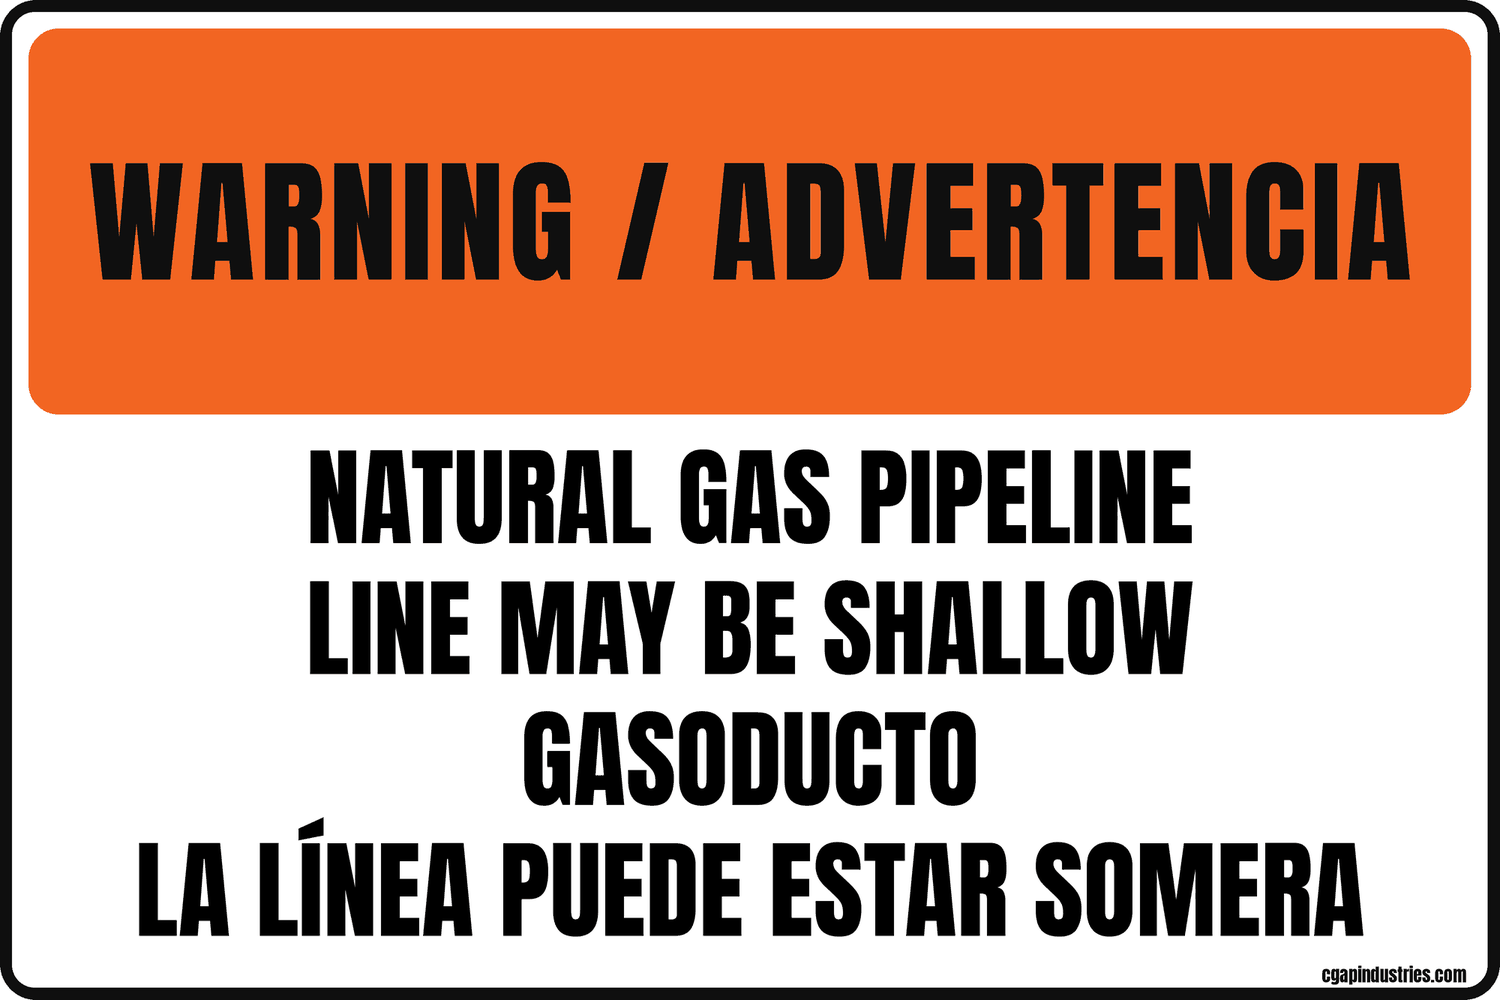 WARNING / ADVERTENCIA
NATURAL GAS PIPELINE
LINE MAY BE SHALLOW
GASODUCTO
LA LÍNEA PUEDE ESTAR SOMERA
cgapindustries.com